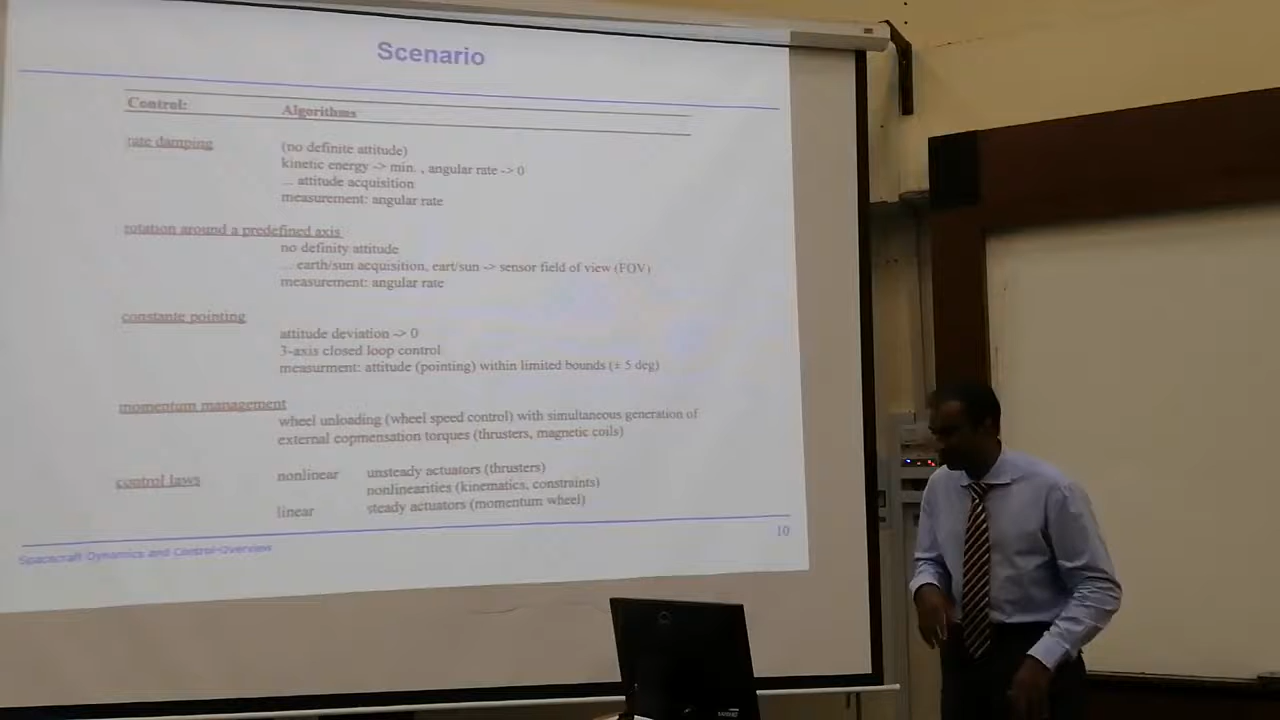 Scenario
Control: Algorithms
rate damping (no definite attitude)
kinetic energy -> min. , angular rate -> 0
... attitude acquisition
measurement: angular rate
rotation around a predefined axis
no definity attitude
... earth/sun acquisition, eart/sun -> sensor field of view (FOV)
measurement: angular rate
constante pointing
attitude deviation -> 0
3-axis closed loop control
measurment: attitude (pointing) within limited bounds (± 5 deg)
momentum management
wheel unloading (wheel speed control) with simultaneous generation of
external copmensation torques (thrusters, magnetic coils)
control laws nonlinear unsteady actuators (thrusters)
nonlinearities (kinematics, constraints)
linear steady actuators (momentum wheel)
Spacecraft Dynamics and Control-Overview 10